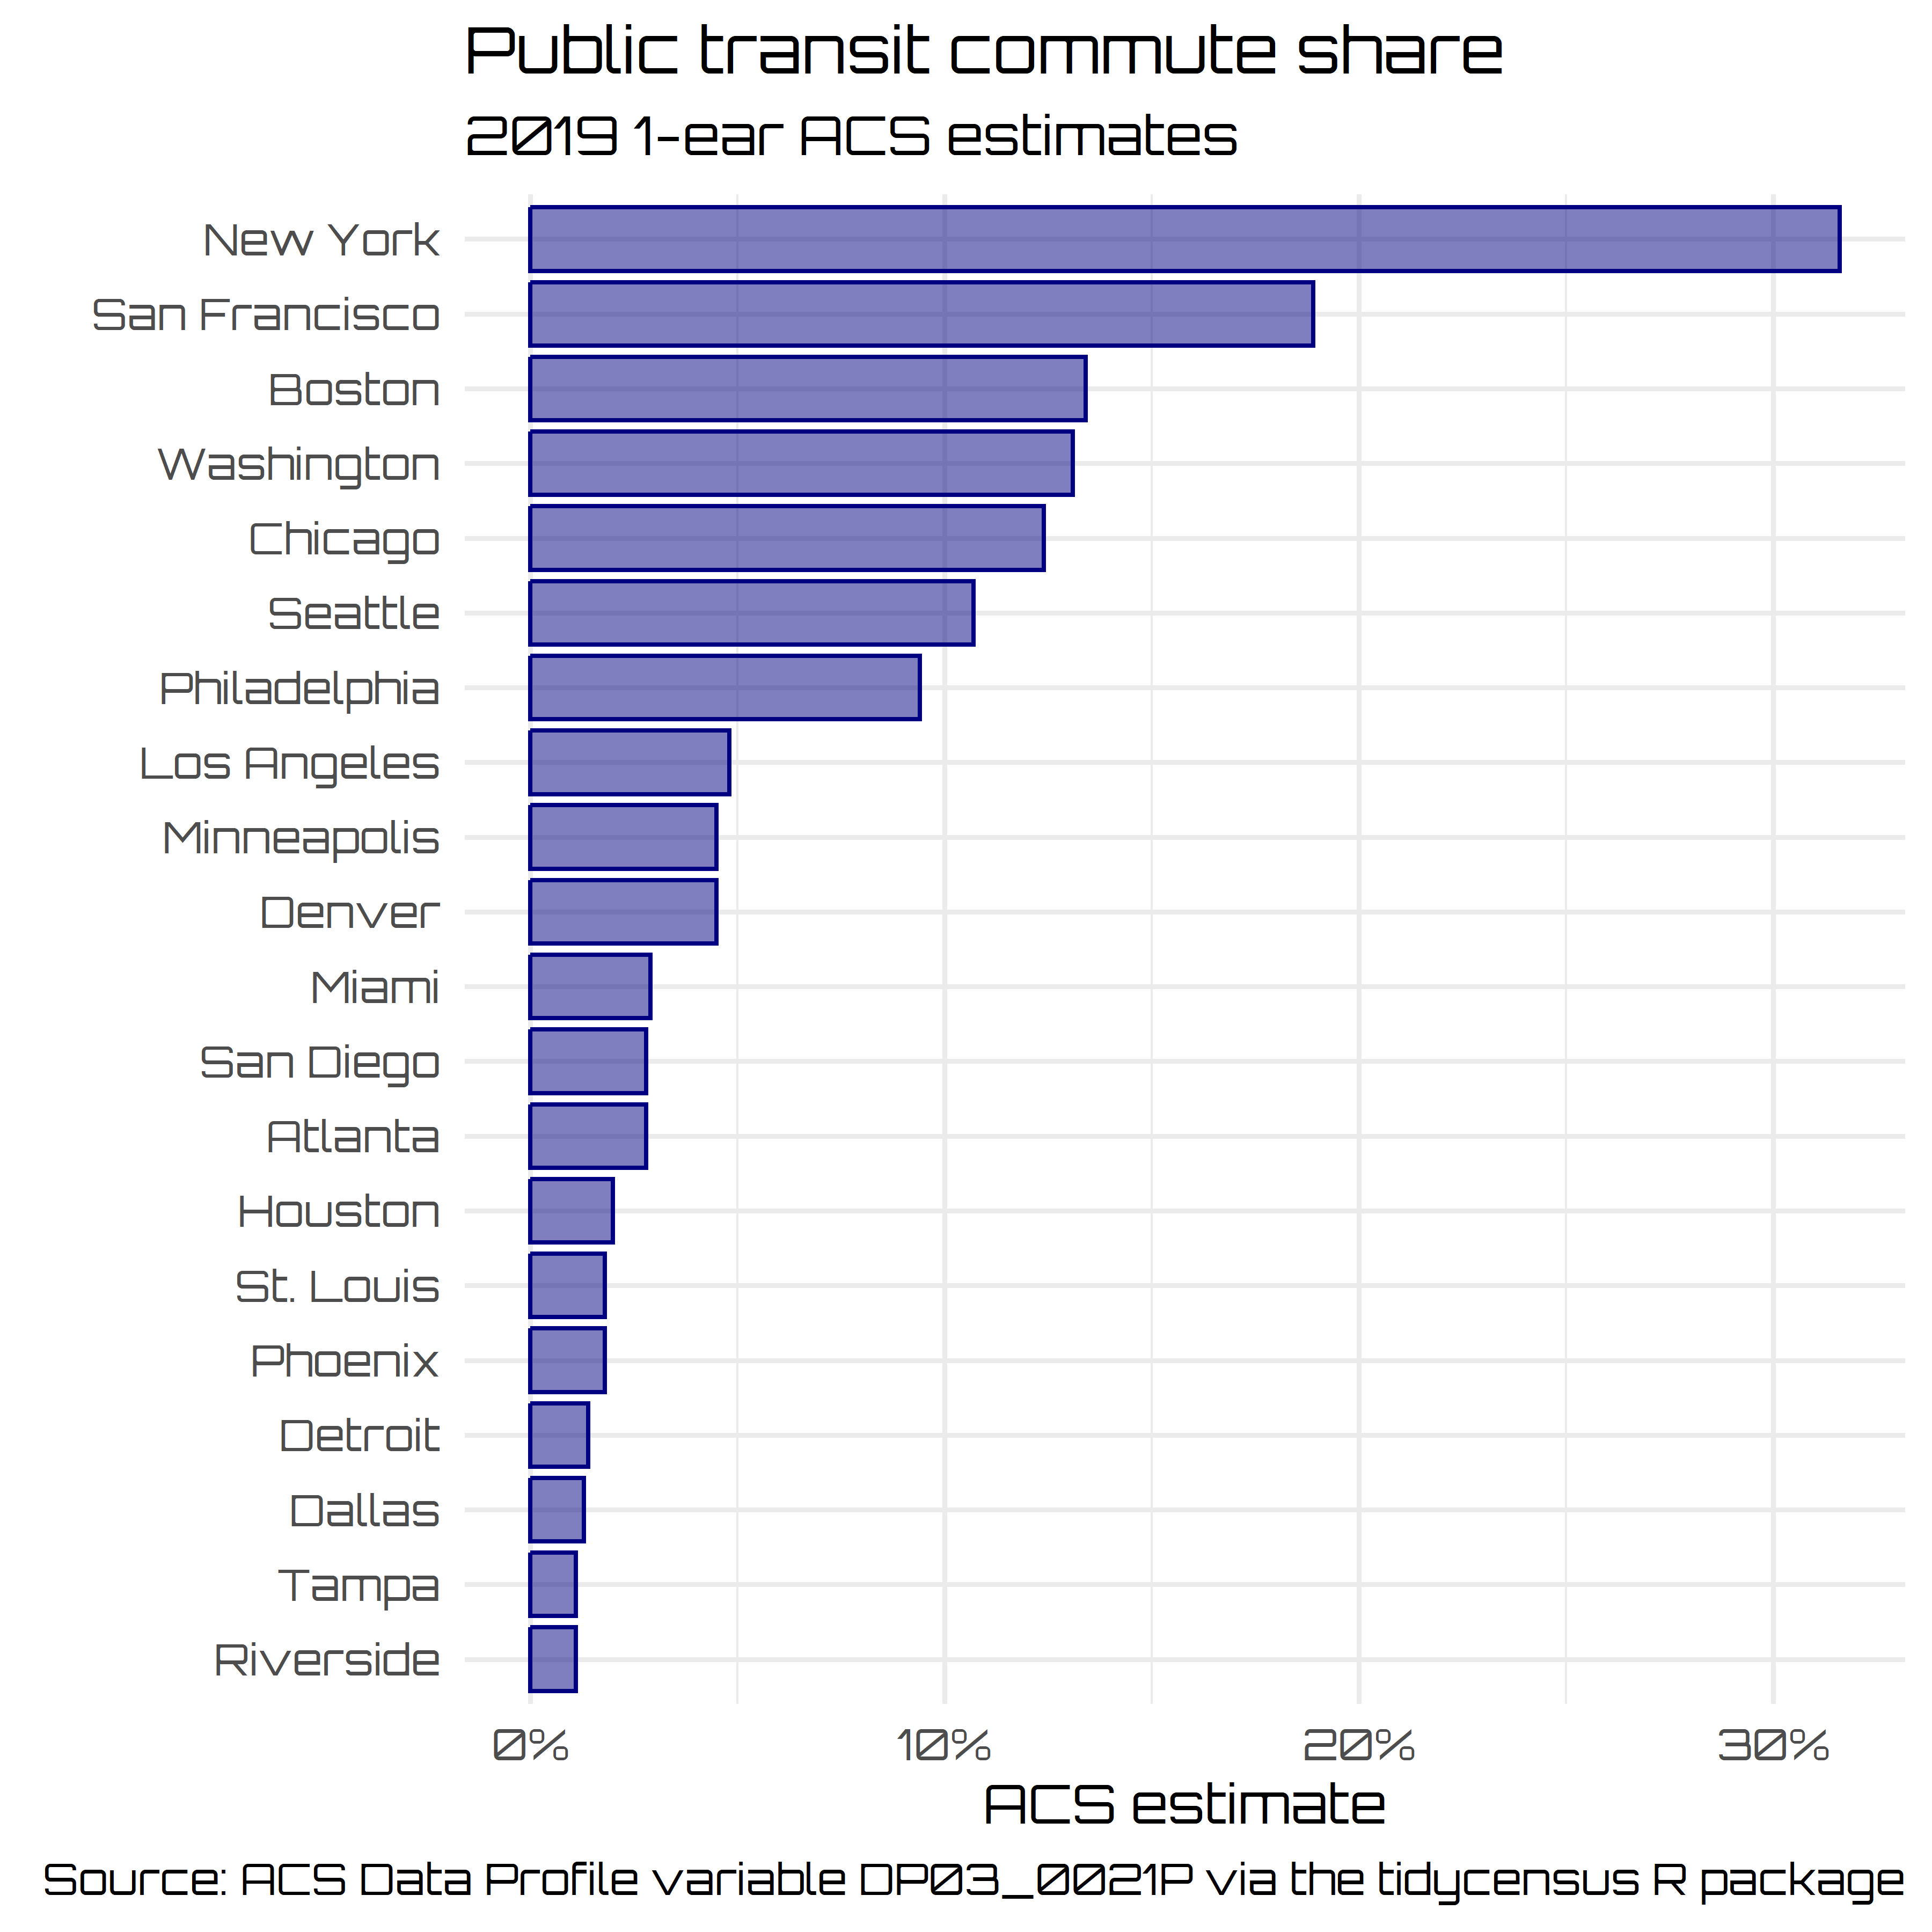 Public transit commute share
2019 1-ear ACS estimates
New York
San Francisco
Boston
Washington
Chicago
Seattle
Philadelphia
Los Angeles
Minneapolis
Denver
Miami
San Diego
Atlanta
Houston
St. Louis
Phoenix
Detroit
Dallas
Tampa
Riverside
0% 10% 20% 30%
ACS estimate
Source: ACS Data Profile variable DP03_0021P via the tidycensus R package